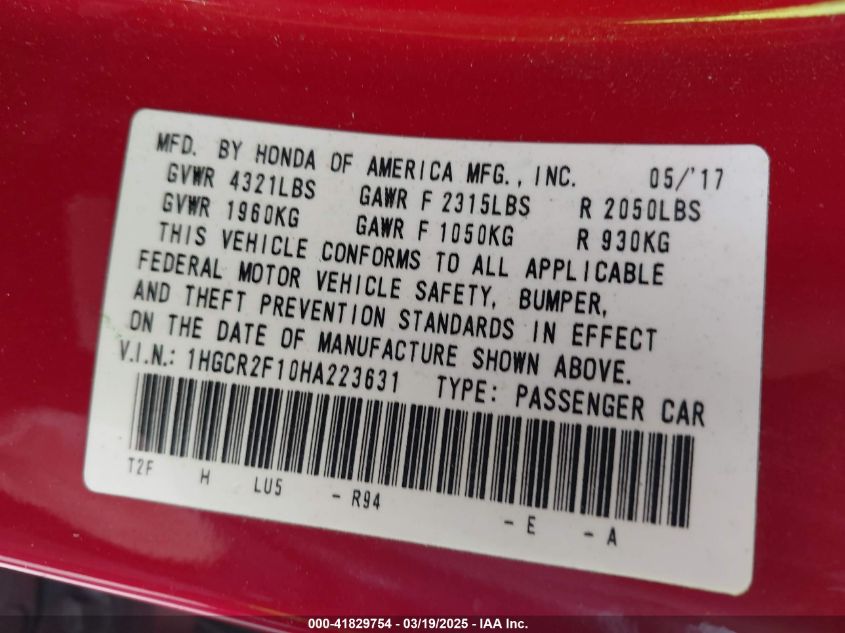 MFD. BY HONDA OF AMERICA MFG., INC. 05/'17
GVWR 4321LBS GAWR F 2315LBS R 2050LBS
GVWR 1960KG GAWR F 1050KG R 930KG
THIS VEHICLE CONFORMS TO ALL APPLICABLE
FEDERAL MOTOR VEHICLE SAFETY, BUMPER,
AND THEFT PREVENTION STANDARDS IN EFFECT
ON THE DATE OF MANUFACTURE SHOWN ABOVE.
V.I.N.: 1HGCR2F10HA223631 TYPE: PASSENGER CAR
T2F H LU5 - R94 - E - A
000-41829754 - 03/19/2025 - IAA Inc.